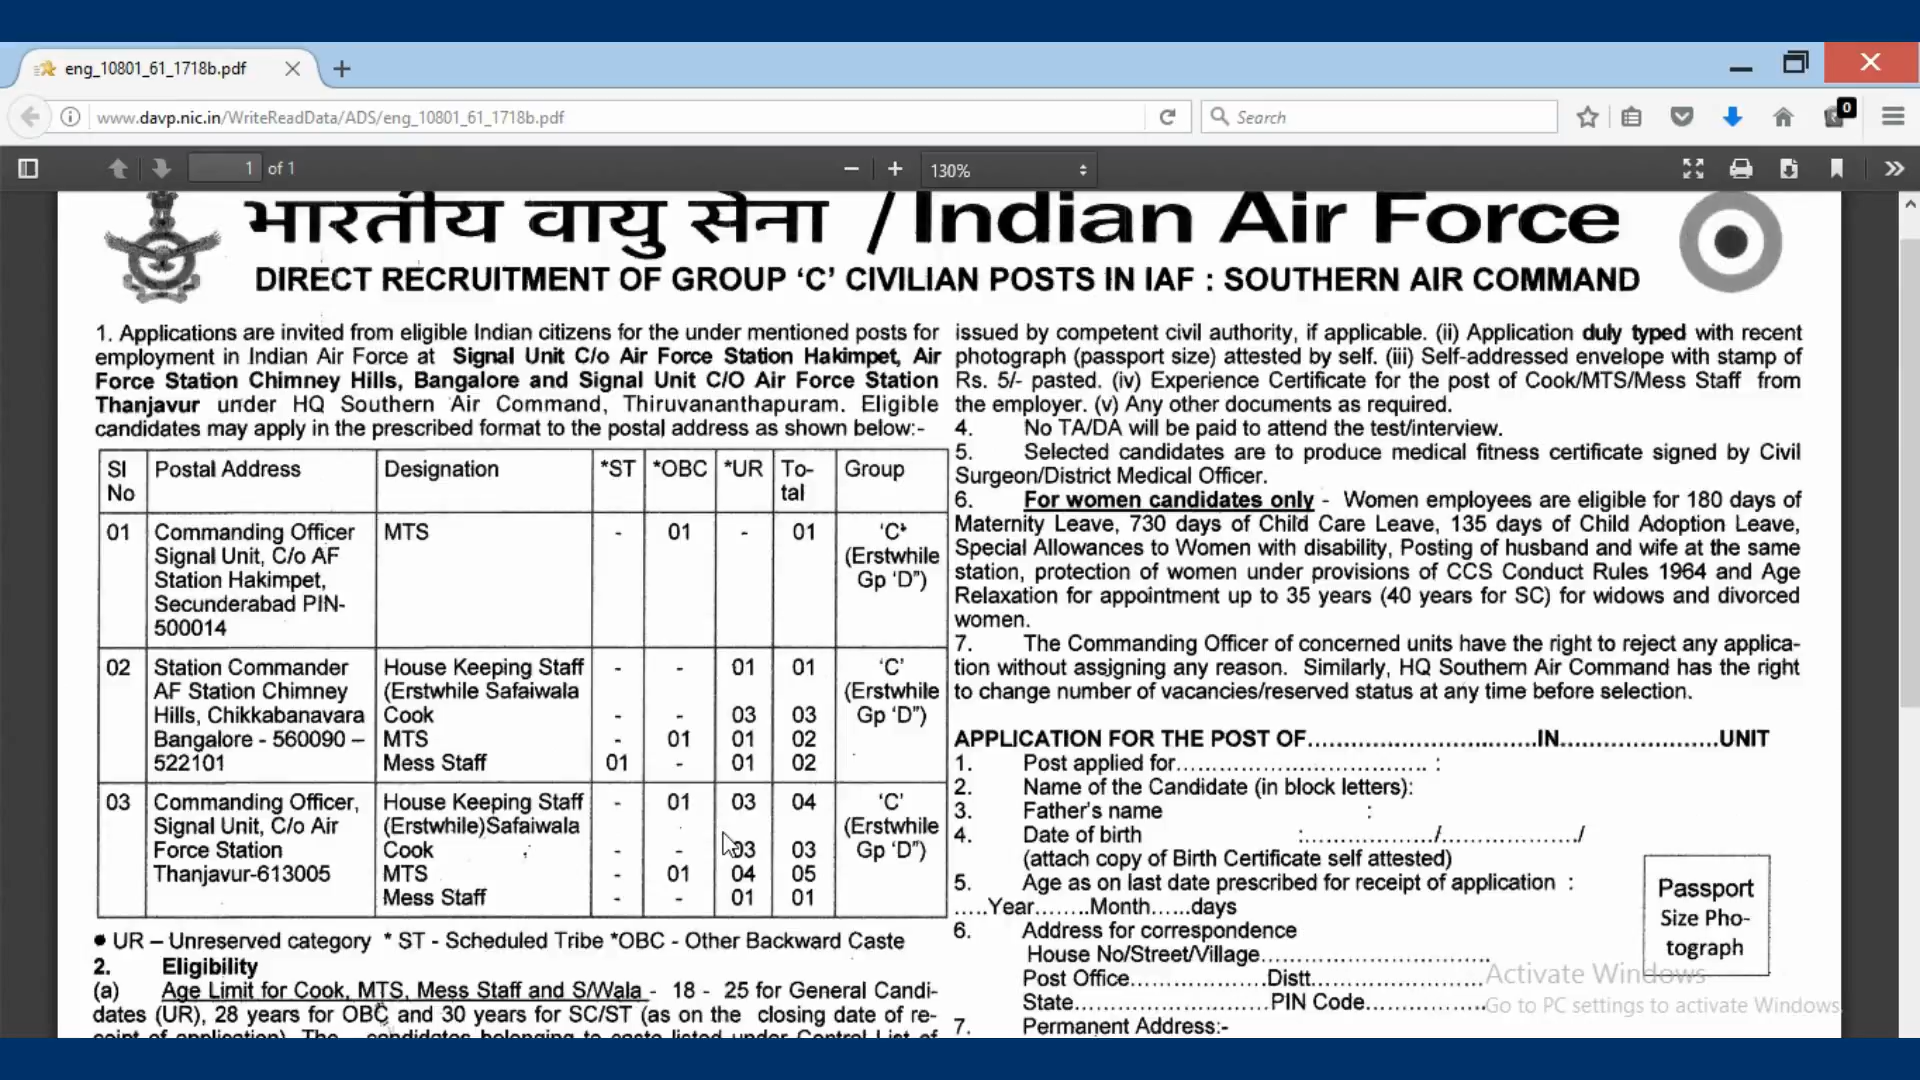 eng_10801_61_1718b.pdf
www.davp.nic.in/WriteReadData/ADS/eng_10801_61_1718b.pdf
Search
0
1 of 1
130%
भारतीय वायु सेना / Indian Air Force
DIRECT RECRUITMENT OF GROUP ‘C’ CIVILIAN POSTS IN IAF : SOUTHERN AIR COMMAND
1. Applications are invited from eligible Indian citizens for the under mentioned posts for
employment in Indian Air Force at Signal Unit C/o Air Force Station Hakimpet, Air
Force Station Chimney Hills, Bangalore and Signal Unit C/O Air Force Station
Thanjavur under HQ Southern Air Command, Thiruvananthapuram. Eligible
candidates may apply in the prescribed format to the postal address as shown below:-
Sl Postal Address Designation *ST *OBC *UR To- Group
No tal
01 Commanding Officer MTS - 01 - 01 ‘C’
Signal Unit, C/o AF (Erstwhile
Station Hakimpet, Gp ‘D”)
Secunderabad PIN-
500014
02 Station Commander House Keeping Staff - - 01 01 ‘C’
AF Station Chimney (Erstwhile Safaiwala (Erstwhile
Hills, Chikkabanavara Cook - - 03 03 Gp ‘D”)
Bangalore - 560090 – MTS - 01 01 02
522101 Mess Staff 01 - 01 02
03 Commanding Officer, House Keeping Staff - 01 03 04 ‘C’
Signal Unit, C/o Air (Erstwhile)Safaiwala (Erstwhile
Force Station Cook - - 03 03 Gp ‘D”)
Thanjavur-613005 MTS - 01 04 05
Mess Staff - - 01 01
● UR – Unreserved category * ST - Scheduled Tribe *OBC - Other Backward Caste
2. Eligibility
(a) Age Limit for Cook, MTS, Mess Staff and S/Wala - 18 - 25 for General Candi-
dates (UR), 28 years for OBC and 30 years for SC/ST (as on the closing date of re-
ceipt of application). The candidates belonging to caste listed under Central List of
issued by competent civil authority, if applicable. (ii) Application duly typed with recent
photograph (passport size) attested by self. (iii) Self-addressed envelope with stamp of
Rs. 5/- pasted. (iv) Experience Certificate for the post of Cook/MTS/Mess Staff from
the employer. (v) Any other documents as required.
4. No TA/DA will be paid to attend the test/interview.
5. Selected candidates are to produce medical fitness certificate signed by Civil
Surgeon/District Medical Officer.
6. For women candidates only - Women employees are eligible for 180 days of
Maternity Leave, 730 days of Child Care Leave, 135 days of Child Adoption Leave,
Special Allowances to Women with disability, Posting of husband and wife at the same
station, protection of women under provisions of CCS Conduct Rules 1964 and Age
Relaxation for appointment up to 35 years (40 years for SC) for widows and divorced
women.
7. The Commanding Officer of concerned units have the right to reject any applica-
tion without assigning any reason. Similarly, HQ Southern Air Command has the right
to change number of vacancies/reserved status at any time before selection.
APPLICATION FOR THE POST OF..................................IN.......................UNIT
1. Post applied for..................................... :
2. Name of the Candidate (in block letters):
3. Father's name :
4. Date of birth :..................../..................../
(attach copy of Birth Certificate self attested)
5. Age as on last date prescribed for receipt of application :
.....Year........Month......days
6. Address for correspondence
House No/Street/Village..................................
Post Office....................Distt..........................
State.............................PIN Code..................
7. Permanent Address:-
Passport
Size Pho-
tograph
Activate Windows
Go to PC settings to activate Windows.